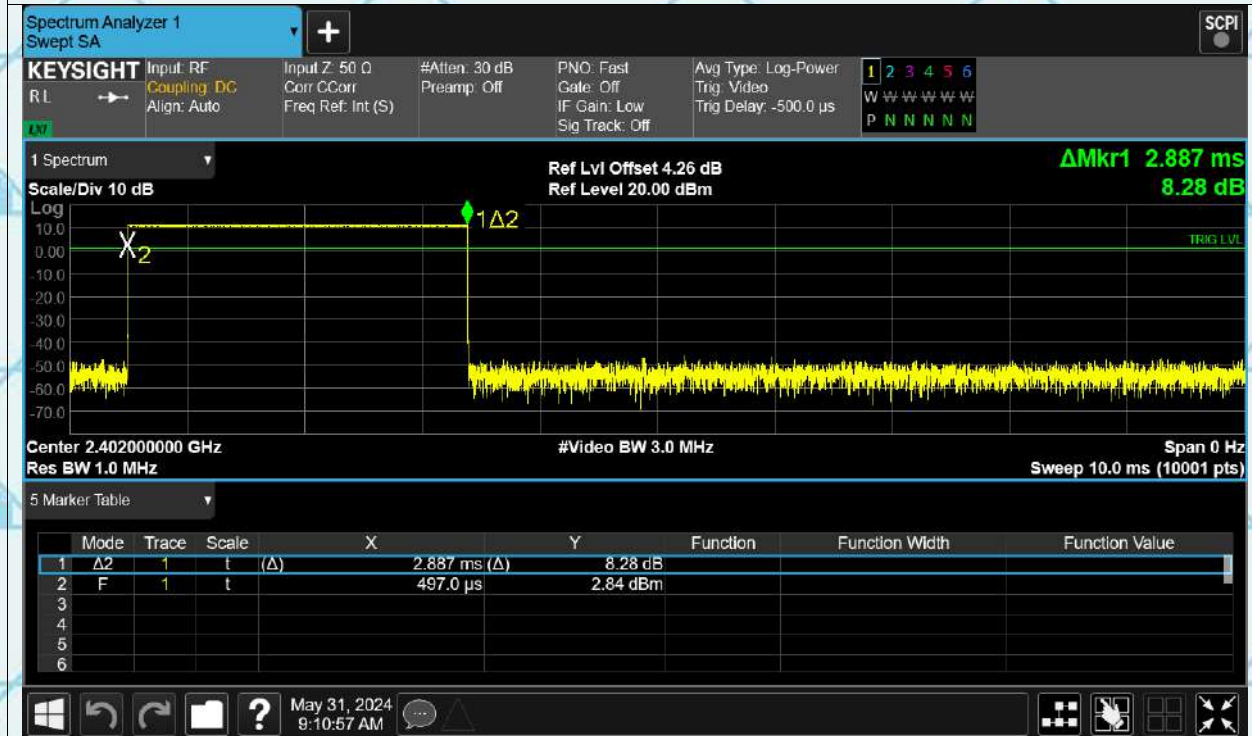 Spectrum Analyzer 1
Swept SA
+
SCPI
KEYSIGHT
RL
LXI
Input: RF
Coupling: DC
Align: Auto
Input Z: 50 Ω
Corr CCorr
Freq Ref: Int (S)
#Atten: 30 dB
Preamp: Off
PNO: Fast
Gate: Off
IF Gain: Low
Sig Track: Off
Avg Type: Log-Power
Trig: Video
Trig Delay: -500.0 µs
1 2 3 4 5 6
W W W W W W
P N N N N N
1 Spectrum
Scale/Div 10 dB
Ref Lvl Offset 4.26 dB
Ref Level 20.00 dBm
ΔMkr1 2.887 ms
8.28 dB
Log
10.0
0.00
-10.0
-20.0
-30.0
-40.0
-50.0
-60.0
-70.0
1Δ2
2
TRIG LVL
Center 2.402000000 GHz
Res BW 1.0 MHz
#Video BW 3.0 MHz
Span 0 Hz
Sweep 10.0 ms (10001 pts)
5 Marker Table
Mode Trace Scale X Y Function Function Width Function Value
1 Δ2 1 t (Δ) 2.887 ms (Δ) 8.28 dB
2 F 1 t 497.0 µs 2.84 dBm
3
4
5
6
?
May 31, 2024
9:10:57 AM